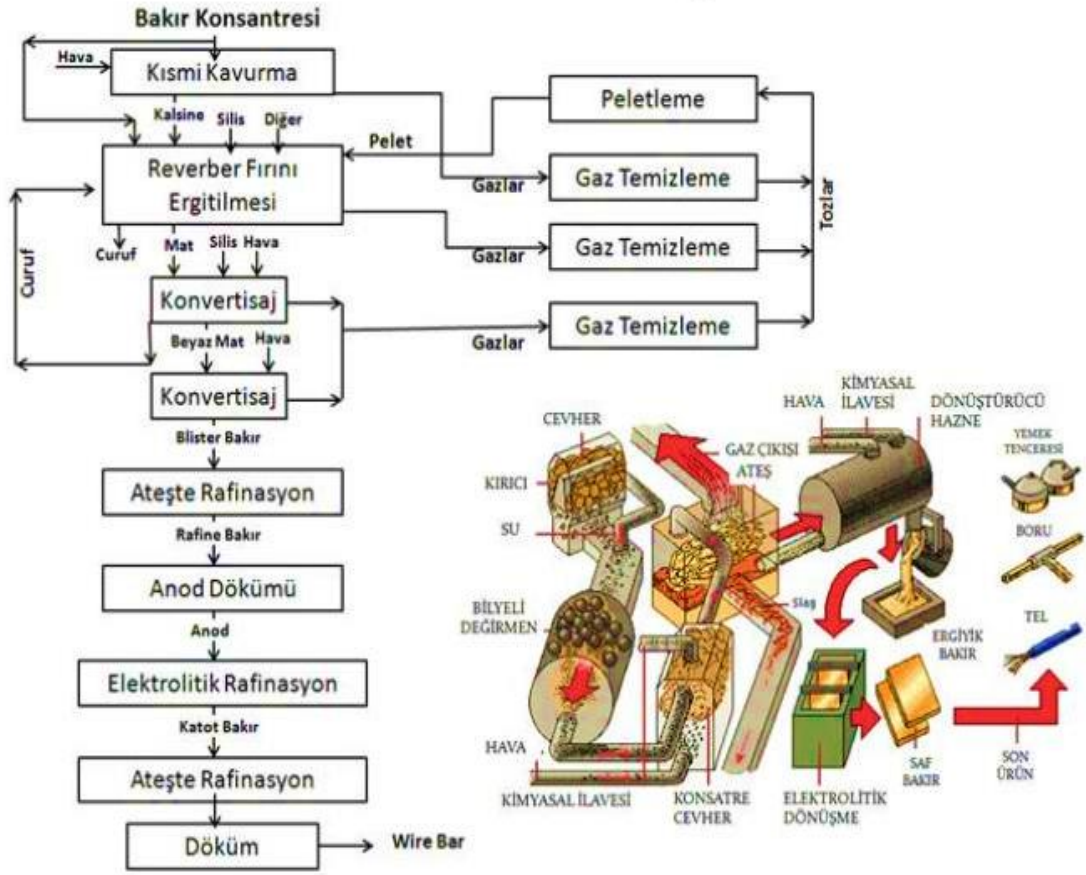 Bakır Konsantresi
Hava
Kısmi Kavurma
Kalsine
Silis
Diğer
Peletleme
Pelet
Reverber Fırını
Ergitilmesi
Gazlar
Gaz Temizleme
Tozlar
Curuf
Mat
Silis
Hava
Gazlar
Gaz Temizleme
Curuf
Konvertisaj
Gazlar
Gaz Temizleme
Beyaz Mat
Hava
Konvertisaj
Blister Bakır
Ateşte Rafinasyon
Rafine Bakır
Anod Dökümü
Anod
Elektrolitik Rafinasyon
Katot Bakır
Ateşte Rafinasyon
Döküm
Wire Bar
CEVHER
KIRICI
SU
BİLYELİ
DEĞİRMEN
HAVA
KİMYASAL İLAVESİ
KONSATRE
CEVHER
GAZ ÇIKIŞI
ATEŞ
Slaş
HAVA
KİMYASAL
İLAVESİ
DÖNÜŞTÜRÜCÜ
HAZNE
ERGİYİK
BAKIR
ELEKTROLİTİK
DÖNÜŞME
SAF
BAKIR
SON
ÜRÜN
YEMEK
TENCERESİ
BORU
TEL